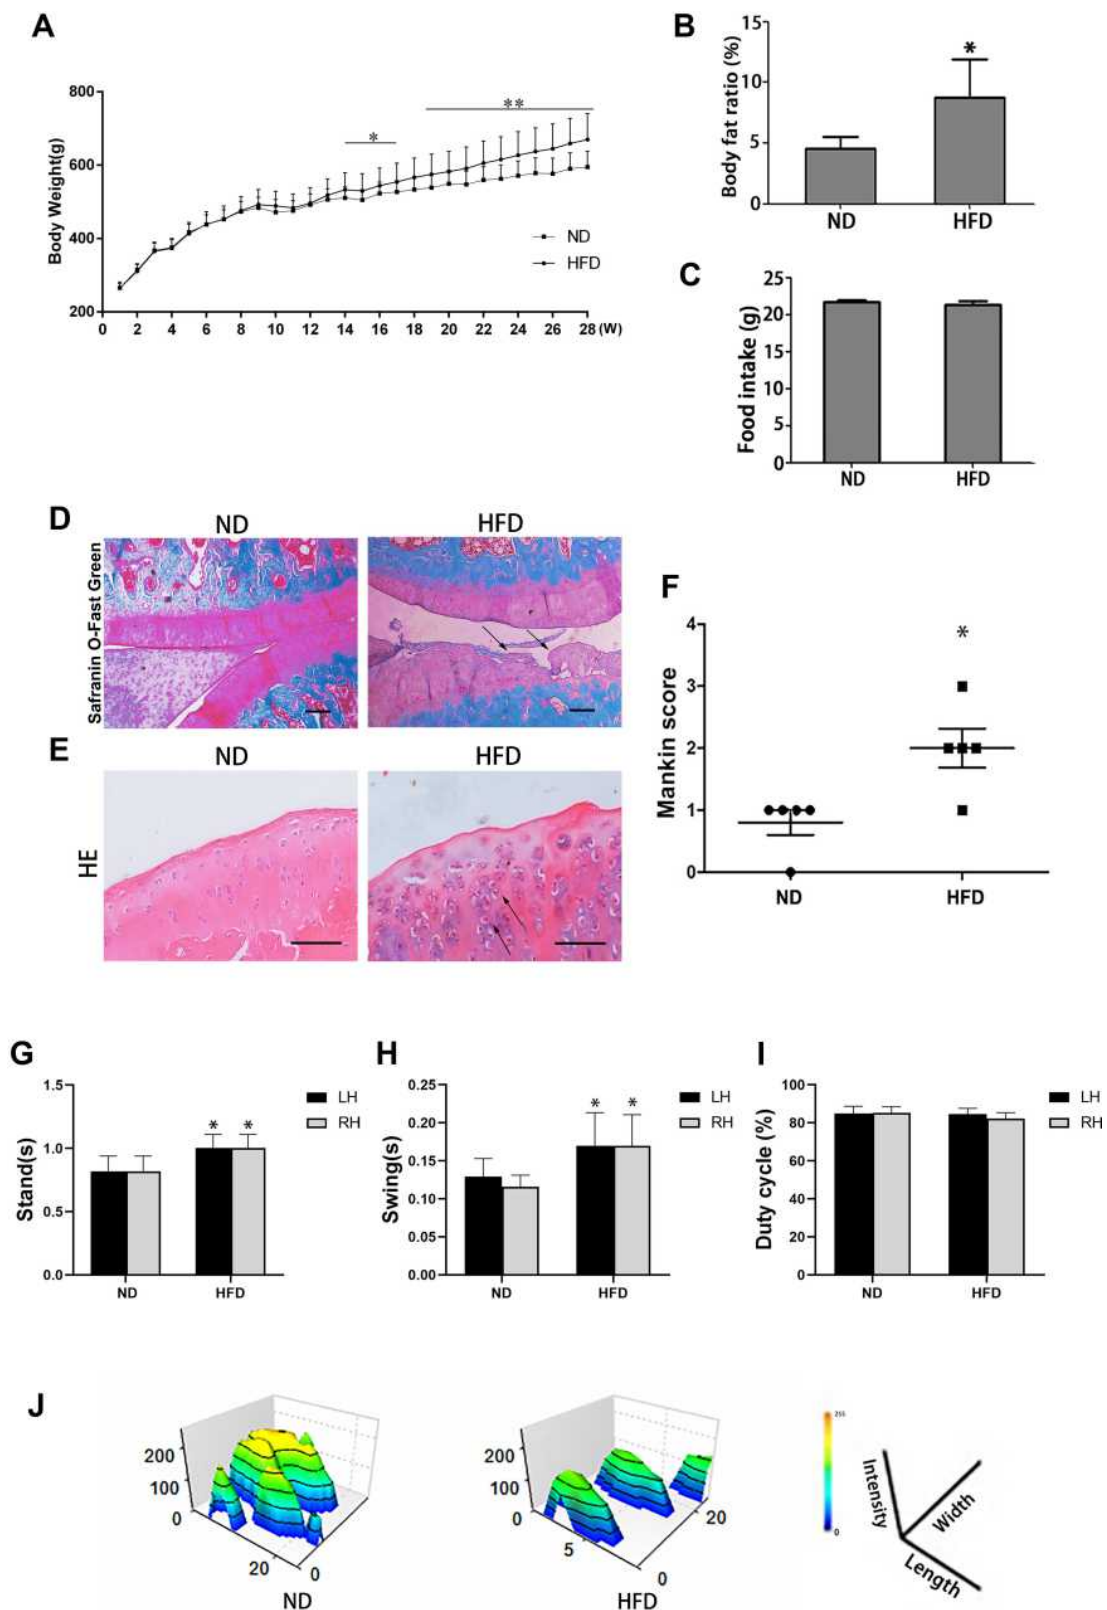 A
800
600
400
200
Body Weight(g)
**
*
ND
HFD
0 2 4 6 8 10 12 14 16 18 20 22 24 26 28 (W)
B
15
10
5
0
Body fat ratio (%)
*
ND HFD
C
25
20
15
10
5
0
Food intake (g)
ND HFD
D
ND HFD
Safranin O-Fast Green
E
ND HFD
HE
F
4
3
2
1
0
Mankin score
*
ND HFD
G
1.5
1.0
0.5
0.0
Stand(s)
* *
LH
RH
ND HFD
H
0.25
0.20
0.15
0.10
0.05
0.00
Swing(s)
* *
LH
RH
ND HFD
I
100
80
60
40
20
0
Duty cycle (%)
LH
RH
ND HFD
J
200
100
0
20
0
ND
200
100
0
5
0
20
HFD
255
0
Intensity
Width
Length